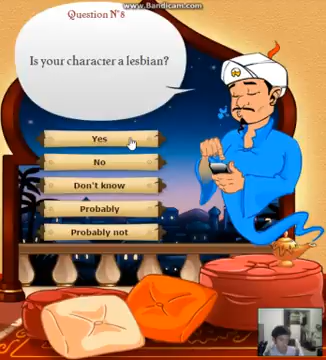 www.Bandicam.com
Question N°8
Is your character a lesbian?
Yes
No
Don't know
Probably
Probably not